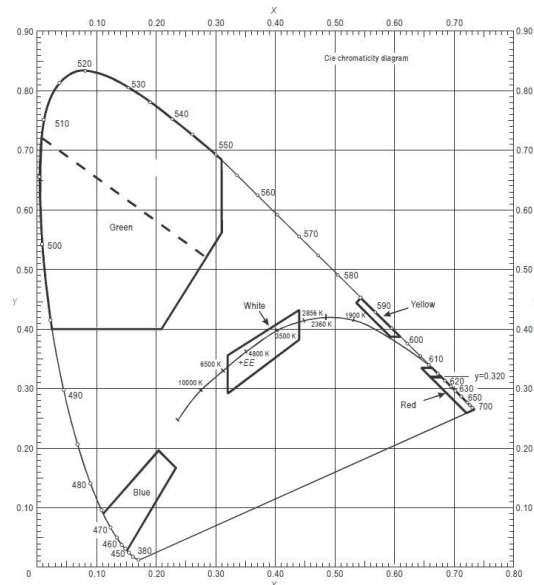 X
0.10 0.20 0.30 0.40 0.50 0.60 0.70
0.90 0.90
Cie chromaticity diagram
520
530
0.80 0.80
540
510
550
0.70 0.70
560
0.60 0.60
Green
570
500
580
0.50 0.50
White
590
Yellow
2856 K
1900 K
2360 K
Y
0.40 0.40
3500 K
600
4800 K
+EE
610
6500 K
y=0.320
10000 K
620
630
0.30 0.30
490
650
Red
700
0.20 0.20
480
Blue
0.10 0.10
470
460
450
380
0 0.10 0.20 0.30 0.40 0.50 0.60 0.70 0.80